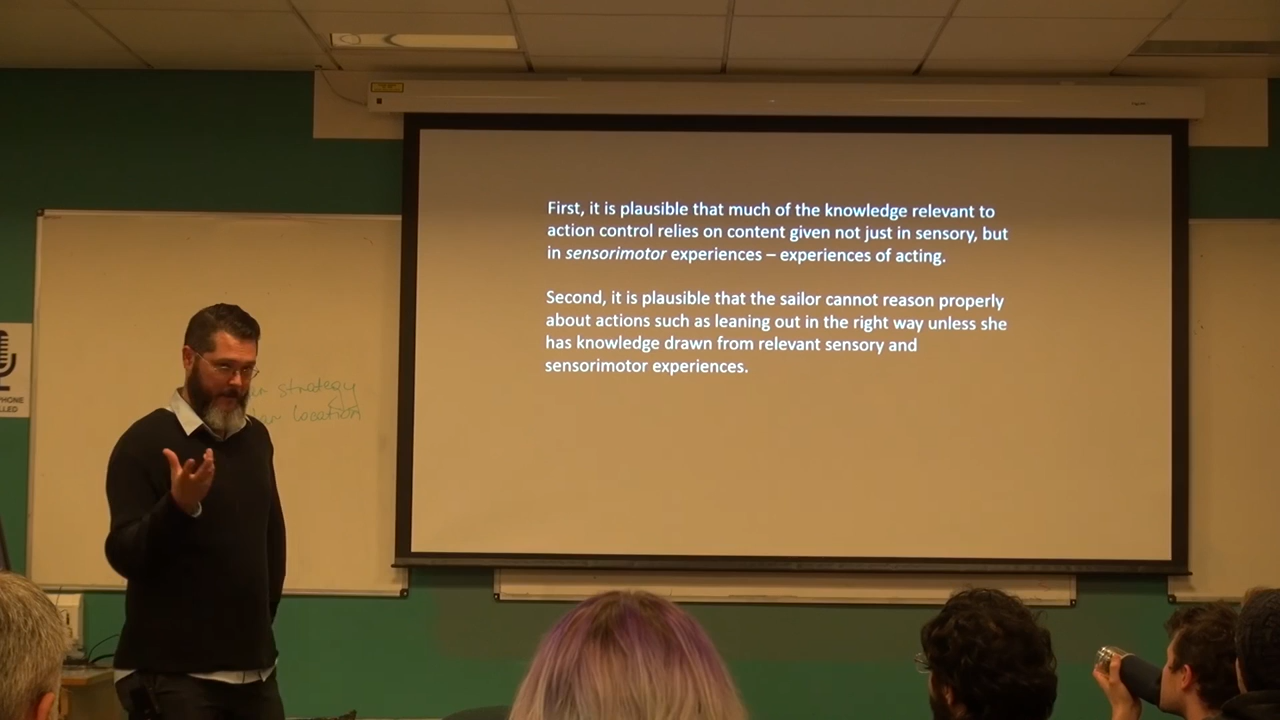 First, it is plausible that much of the knowledge relevant to
action control relies on content given not just in sensory, but
in sensorimotor experiences – experiences of acting.
Second, it is plausible that the sailor cannot reason properly
about actions such as leaning out in the right way unless she
has knowledge drawn from relevant sensory and
sensorimotor experiences.
strategy
location